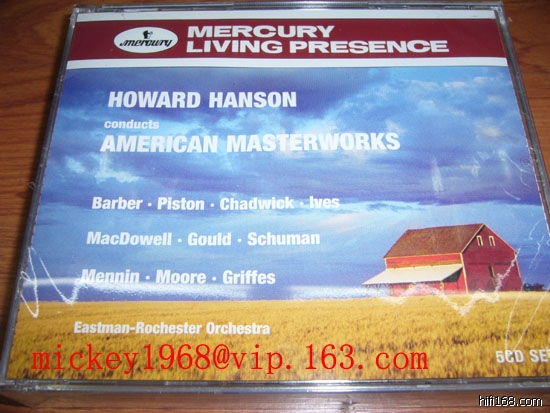 mercury
MERCURY
LIVING PRESENCE
HOWARD HANSON
conducts
AMERICAN MASTERWORKS
Barber · Piston · Chadwick · Ives
MacDowell · Gould · Schuman
Mennin · Moore · Griffes
Eastman-Rochester Orchestra
5CD SET
mickey1968@vip.163.com
hifi168.com